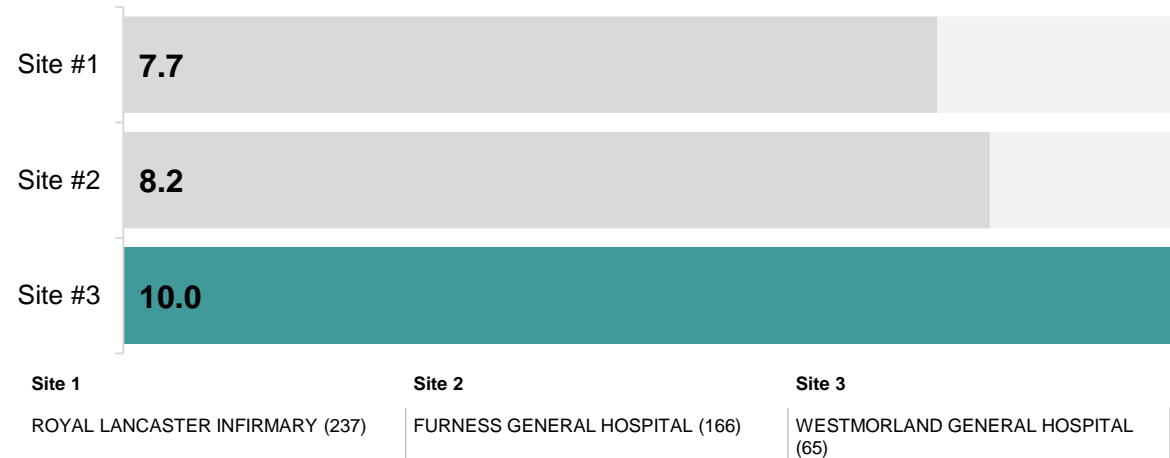 Site #1
7.7
Site #2
8.2
Site #3
10.0
Site 1
Site 2
Site 3
ROYAL LANCASTER INFIRMARY (237)
FURNESS GENERAL HOSPITAL (166)
WESTMORLAND GENERAL HOSPITAL
(65)